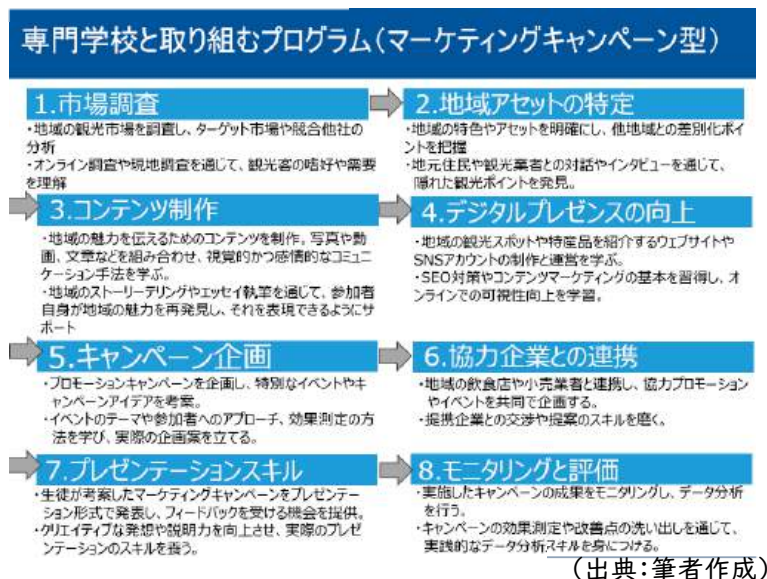 専門学校と取り組むプログラム(マーケティングキャンペーン型)
1.市場調査
・地域の観光市場を調査し、ターゲット市場や競合他社の
分析
・オンライン調査や現地調査を通じて、観光客の嗜好や需要
を理解
2.地域アセットの特定
・地域の特色やアセットを明確にし、他地域との差別化ポイ
ントを把握
・地元住民や観光業者との対話やインタビューを通じて、
隠れた観光ポイントを発見。
3.コンテンツ制作
・地域の魅力を伝えるためのコンテンツを制作。写真や動
画、文章などを組み合わせ、視覚的かつ感情的なコミュニ
ケーション手法を学ぶ。
・地域のストーリーテリングやエッセイ執筆を通じて、参加者
自身が地域の魅力を再発見し、それを表現できるようにサ
ポート
4.デジタルプレゼンスの向上
・地域の観光スポットや特産品を紹介するウェブサイトや
SNSアカウントの制作と運営を学ぶ。
・SEO対策やコンテンツマーケティングの基本を習得し、オ
ンラインでの可視性向上を学習。
5.キャンペーン企画
・プロモーションキャンペーンを企画し、特別なイベントやキ
ャンペーンアイデアを考案。
・イベントのテーマや参加者へのアプローチ、効果測定の方
法を学び、実際の企画案を立てる。
6.協力企業との連携
・地域の飲食店や小売業者と連携し、協力プロモーション
やイベントを共同で企画する。
・提携企業との交渉や提案のスキルを磨く。
7.プレゼンテーションスキル
・生徒が考案したマーケティングキャンペーンをプレゼンテー
ション形式で発表し、フィードバックを受ける機会を提供。
・クリエイティブな発想や説明力を向上させ、実際のプレゼ
ンテーションのスキルを養う。
8.モニタリングと評価
・実施したキャンペーンの成果をモニタリングし、データ分析
を行う。
・キャンペーンの効果測定や改善点の洗い出しを通じて、
実践的なデータ分析スキルを身につける。
(出典:筆者作成)